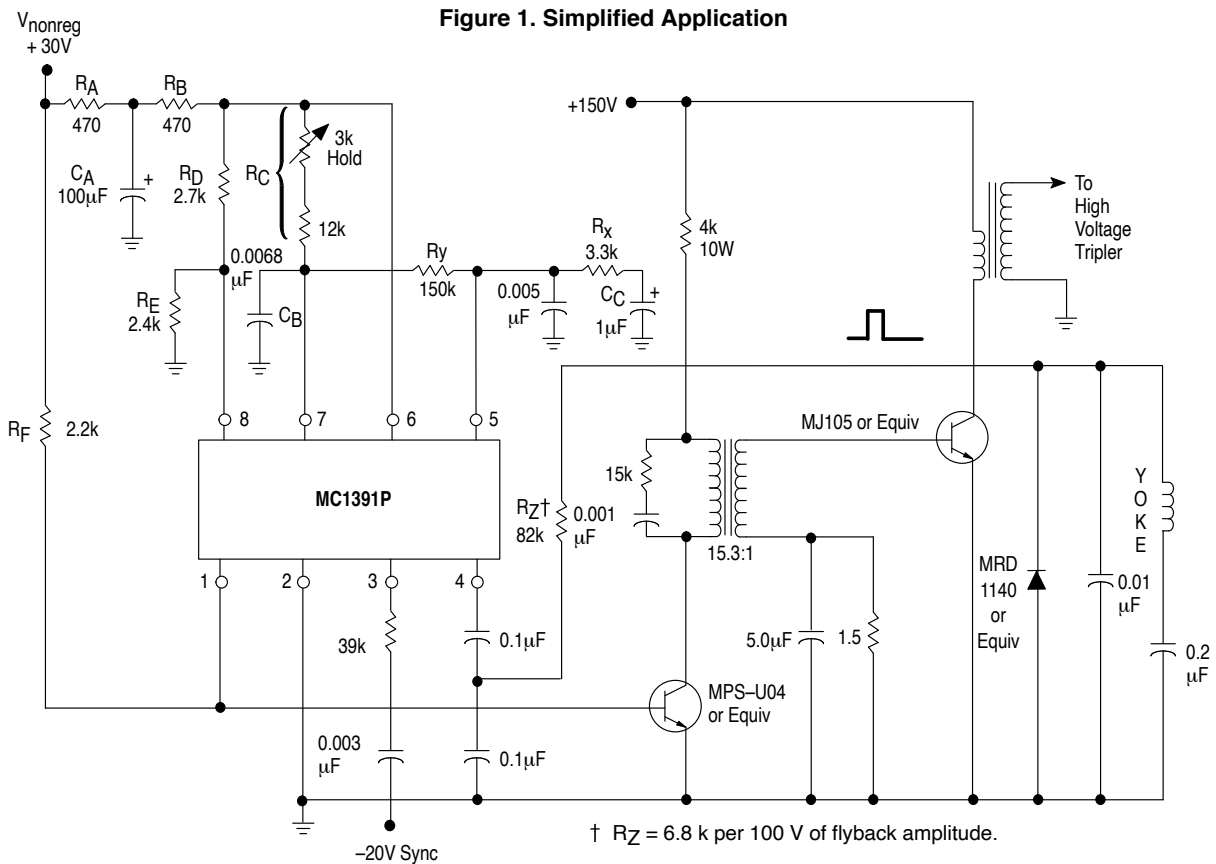 Figure 1. Simplified Application
Vnonreg
+ 30V
RA
470
RB
470
CA
100µF
+
RD
2.7k
RC
3k
Hold
12k
0.0068
µF
RE
2.4k
CB
Ry
150k
0.005
µF
Rx
3.3k
CC
1µF
+
+150V
4k
10W
To
High
Voltage
Tripler
RF
2.2k
8
7
6
5
MC1391P
1
2
3
4
RZ†
82k
0.001
µF
15k
15.3:1
MJ105 or Equiv
Y
O
K
E
MRD
1140
or
Equiv
0.01
µF
0.2
µF
39k
0.1µF
5.0µF
1.5
MPS–U04
or Equiv
0.003
µF
0.1µF
–20V Sync
† RZ = 6.8 k per 100 V of flyback amplitude.